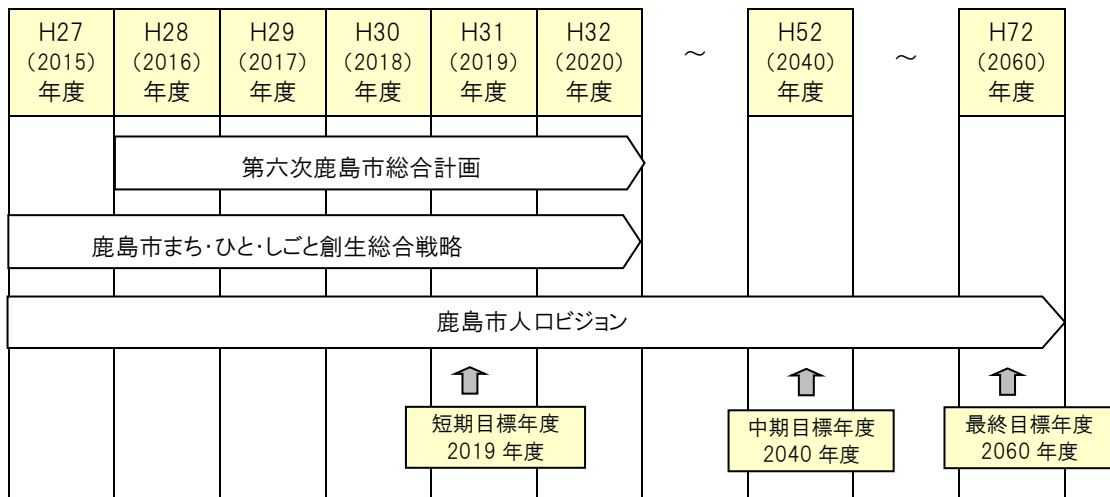 H27
（2015）
年度
H28
（2016）
年度
H29
（2017）
年度
H30
（2018）
年度
H31
（2019）
年度
H32
（2020）
年度
～
H52
（2040）
年度
～
H72
（2060）
年度
第六次鹿島市総合計画
鹿島市まち・ひと・しごと創生総合戦略
鹿島市人口ビジョン
短期目標年度
2019 年度
中期目標年度
2040 年度
最終目標年度
2060 年度